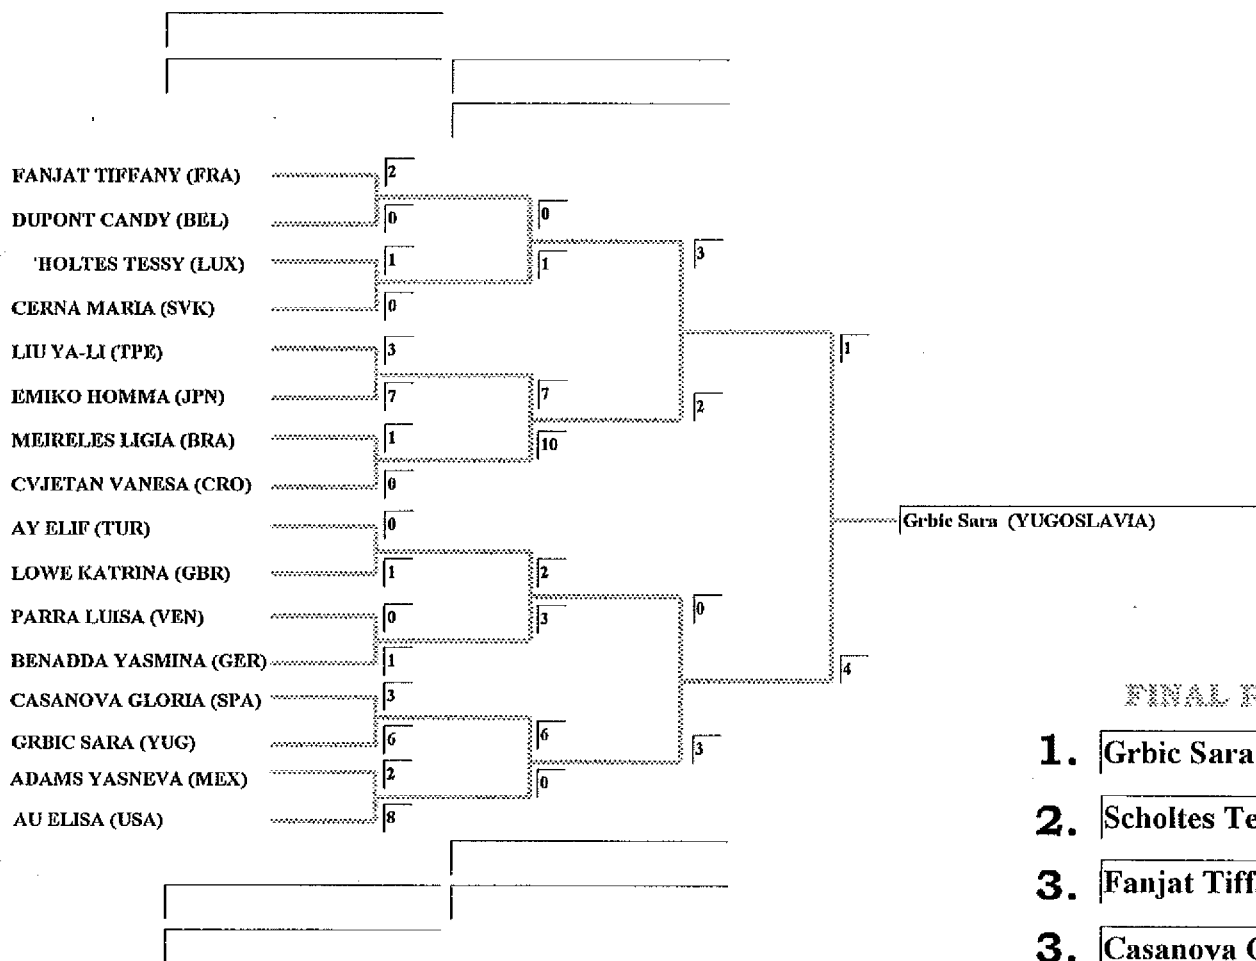 FANJAT TIFFANY (FRA)
DUPONT CANDY (BEL)
'HOLTES TESSY (LUX)
CERNA MARIA (SVK)
LIU YA-LI (TPE)
EMIKO HOMMA (JPN)
MEIRELES LIGIA (BRA)
CVJETAN VANESA (CRO)
AY ELIF (TUR)
LOWE KATRINA (GBR)
PARRA LUISA (VEN)
BENADDA YASMINA (GER)
CASANOVA GLORIA (SPA)
GRBIC SARA (YUG)
ADAMS YASNEVA (MEX)
AU ELISA (USA)
2
0
1
0
3
7
1
0
0
1
0
1
3
6
2
8
0
1
7
10
2
3
6
0
3
2
0
3
1
4
Grbic Sara (YUGOSLAVIA)
FINAL R
1. Grbic Sara
2. Scholtes Te
3. Fanjat Tiff
3. Casanova G